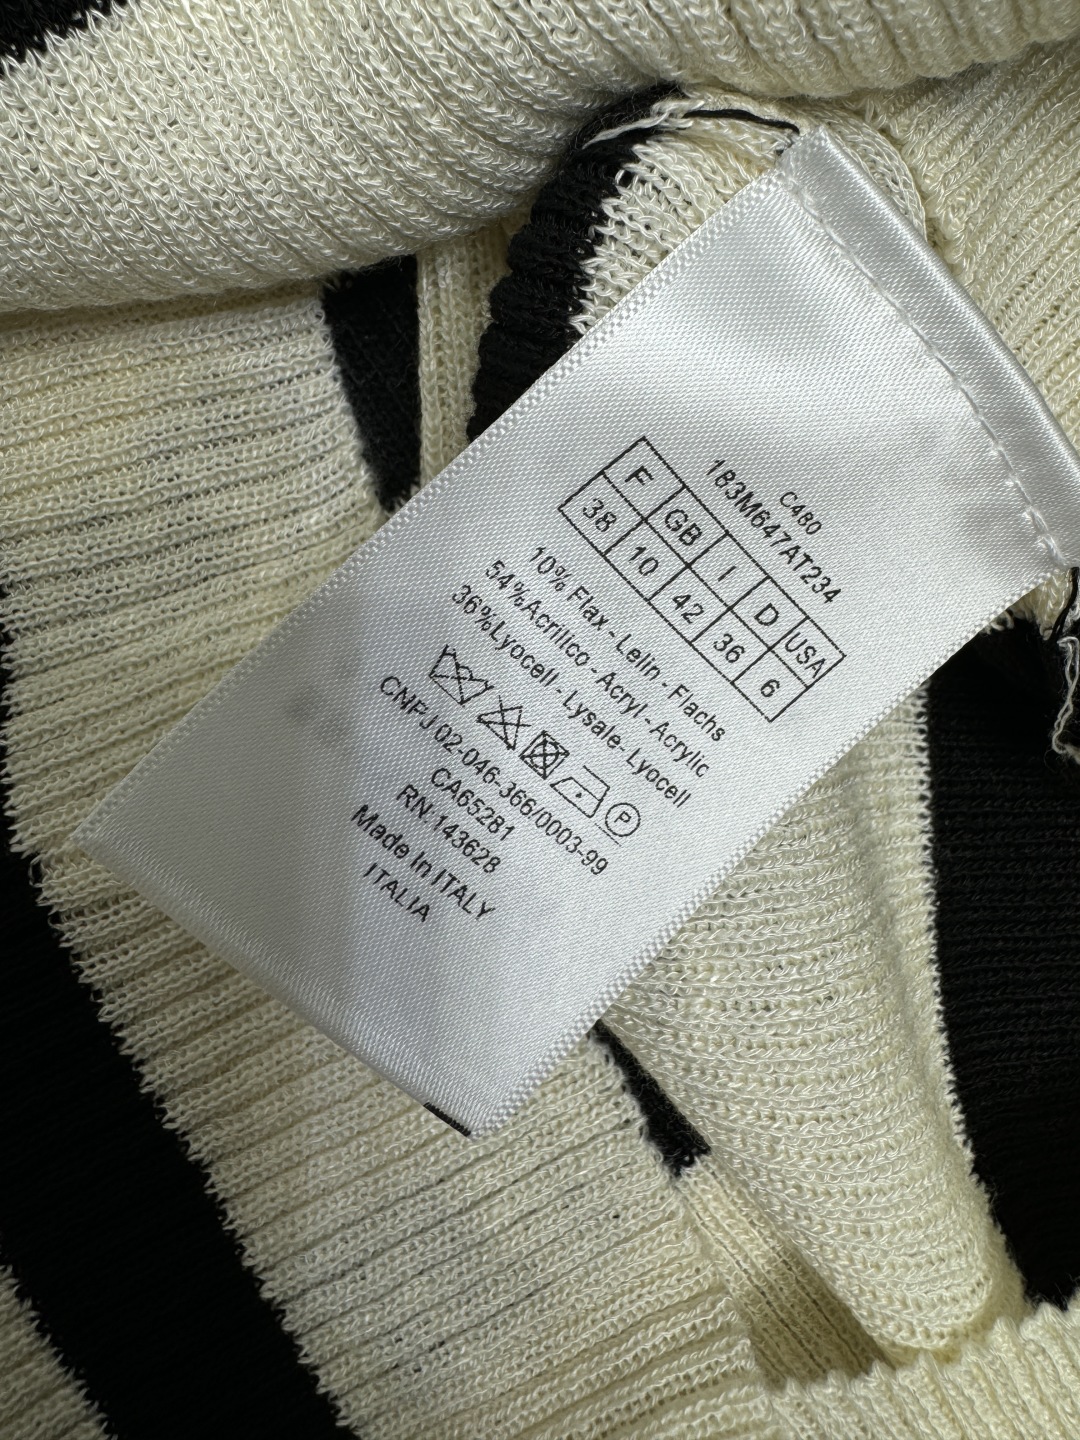 C480
183M647AT234
F GB I D USA
38 10 42 36 6
10% Flax - Lelin - Flachs
54%Acrilico - Acryl - Acrylic
36%Lyocell - Lysale- Lyocell
P
CNPJ 02-046-366/0003-99
CA65281
RN 143628
Made In ITALY
ITALIA